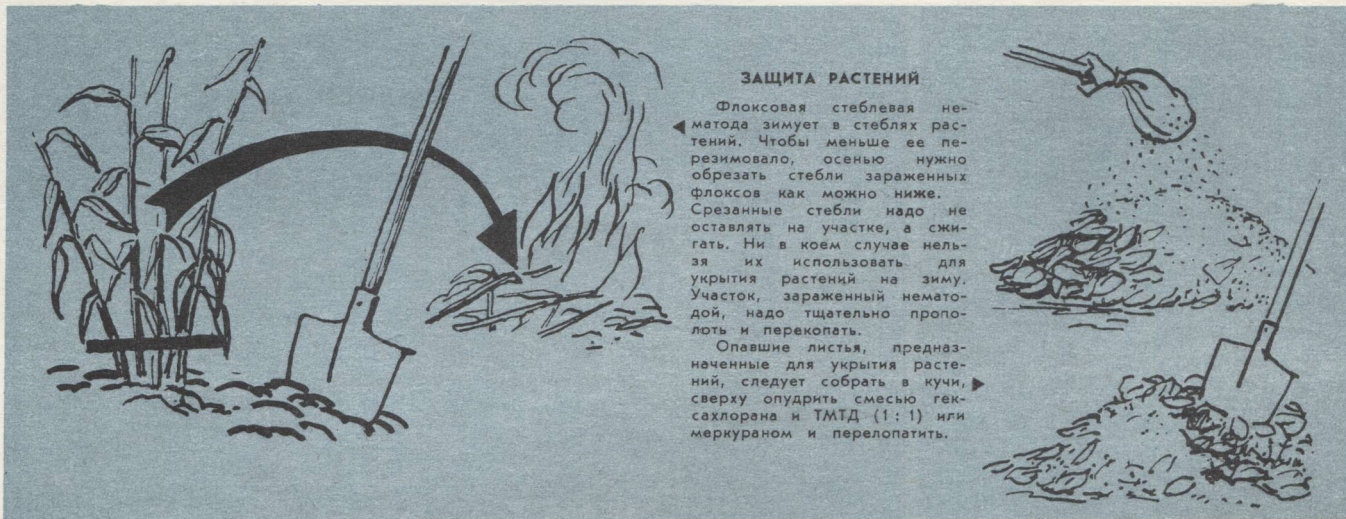 ЗАЩИТА РАСТЕНИЙ
Флоксовая стеблевая не-
матода зимует в стеблях рас-
тений. Чтобы меньше ее пе-
резимовало, осенью нужно
обрезать стебли зараженных
флоксов как можно ниже.
Срезанные стебли надо не
оставлять на участке, а сжи-
гать. Ни в коем случае нель-
зя их использовать для
укрытия растений на зиму.
Участок, зараженный немато-
дой, надо тщательно пропо-
лоть и перекопать.
Опавшие листья, предназ-
наченные для укрытия расте-
ний, следует собрать в кучи,
сверху опудрить смесью гек-
сахлорана и ТМТД (1 : 1) или
меркураном и перелопатить.